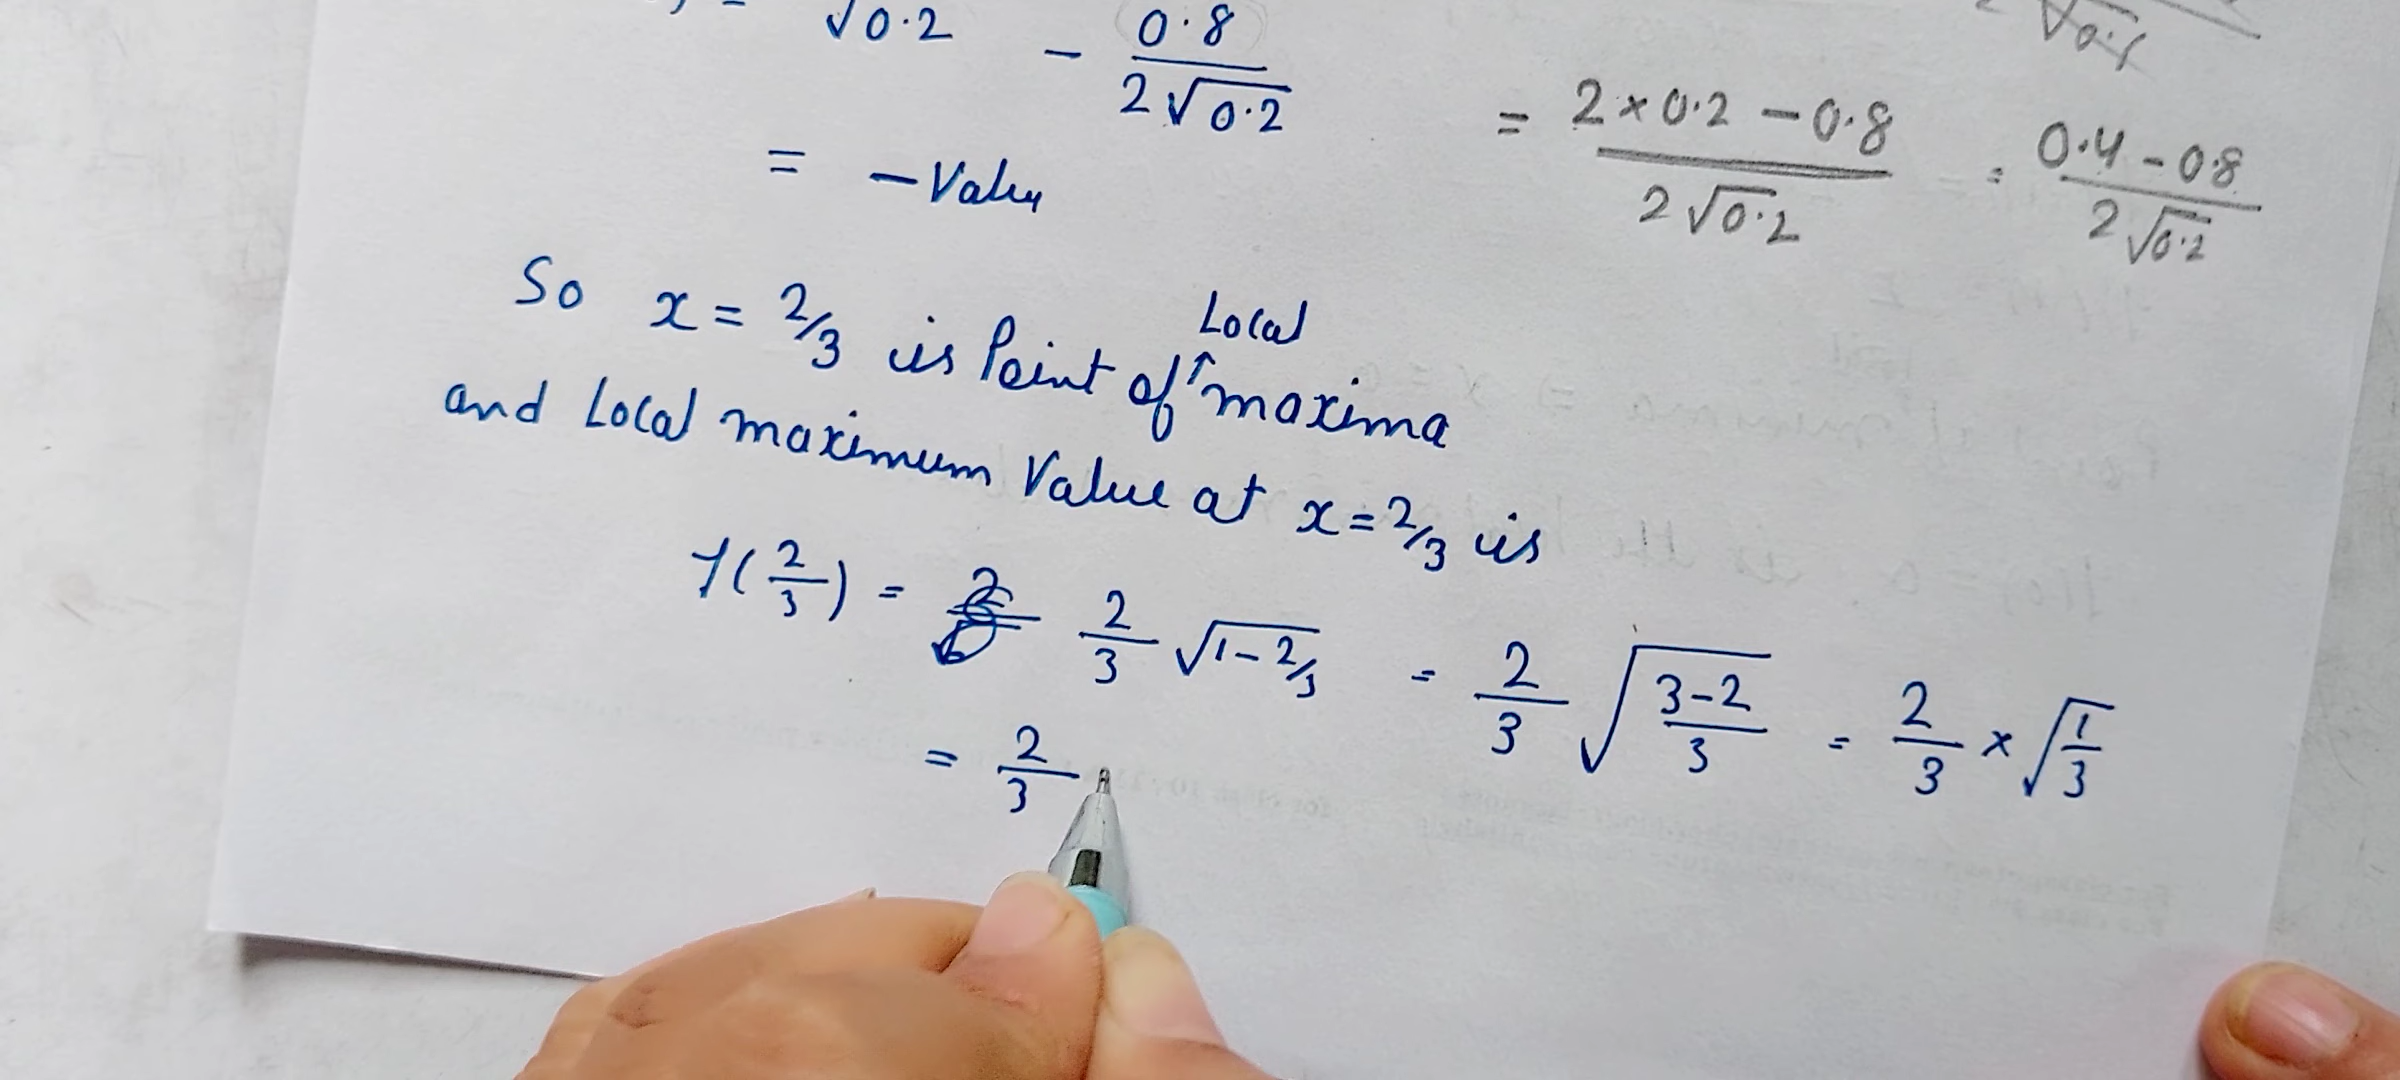 = √0.2 - 0.8/2√0.2
= 2×0.2 - 0.8/2√0.2 = 0.4 - 0.8/2√0.2
= - Value
So x = 2/3 is Point of Local maxima
and Local maximum Value at x = 2/3 is
f(2/3) = 2/3 √1 - 2/3 = 2/3 √3-2/3 = 2/3 × √1/3
= 2/3